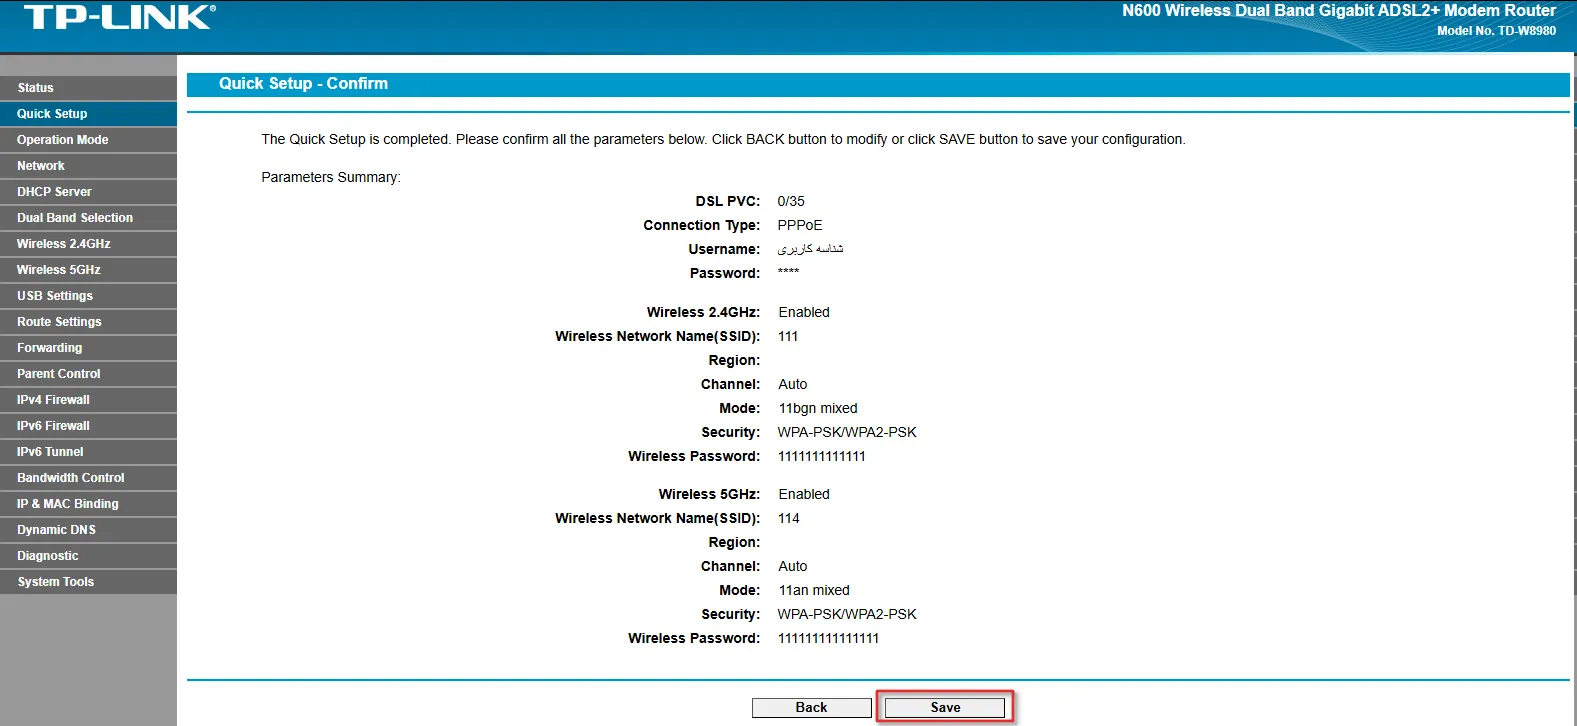 TP-LINK®
N600 Wireless Dual Band Gigabit ADSL2+ Modem Router
Model No. TD-W8980
Status
Quick Setup
Operation Mode
Network
DHCP Server
Dual Band Selection
Wireless 2.4GHz
Wireless 5GHz
USB Settings
Route Settings
Forwarding
Parent Control
IPv4 Firewall
IPv6 Firewall
IPv6 Tunnel
Bandwidth Control
IP & MAC Binding
Dynamic DNS
Diagnostic
System Tools
Quick Setup - Confirm
The Quick Setup is completed. Please confirm all the parameters below. Click BACK button to modify or click SAVE button to save your configuration.
Parameters Summary:
DSL PVC: 0/35
Connection Type: PPPoE
Username: شناسه کاربری
Password: ****
Wireless 2.4GHz: Enabled
Wireless Network Name(SSID): 111
Region:
Channel: Auto
Mode: 11bgn mixed
Security: WPA-PSK/WPA2-PSK
Wireless Password: 1111111111111
Wireless 5GHz: Enabled
Wireless Network Name(SSID): 114
Region:
Channel: Auto
Mode: 11an mixed
Security: WPA-PSK/WPA2-PSK
Wireless Password: 111111111111111
Back
Save